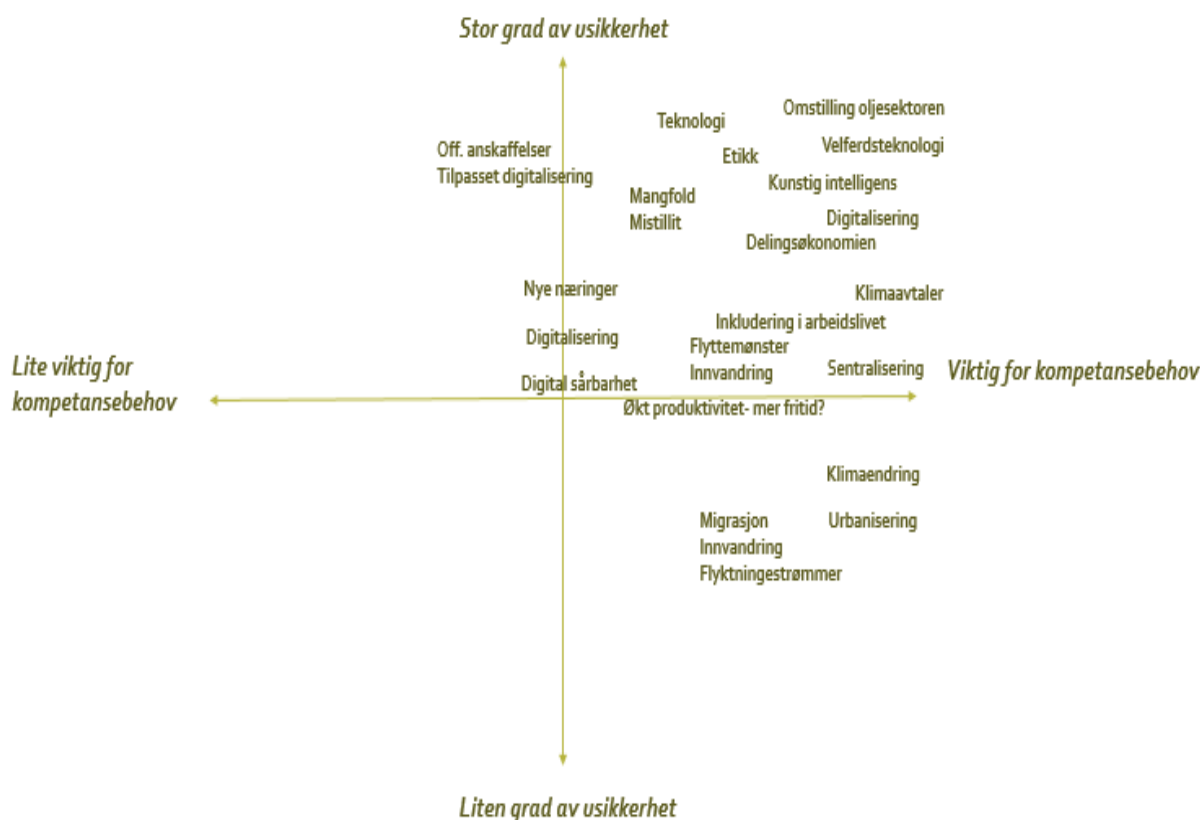 Stor grad av usikkerhet
Omstilling oljesektoren
Teknologi
Velferdsteknologi
Off. anskaffelser
Etikk
Tilpasset digitalisering
Kunstig intelligens
Mangfold
Mistillit
Digitalisering
Delingsøkonomien
Nye næringer
Klimaavtaler
Inkludering i arbeidslivet
Digitalisering
Flyttemønster
Innvandring
Sentralisering
Lite viktig for
kompetansebehov
Viktig for kompetansebehov
Digital sårbarhet
Økt produktivitet- mer fritid?
Klimaendring
Migrasjon
Innvandring
Flyktningestrømmer
Urbanisering
Liten grad av usikkerhet